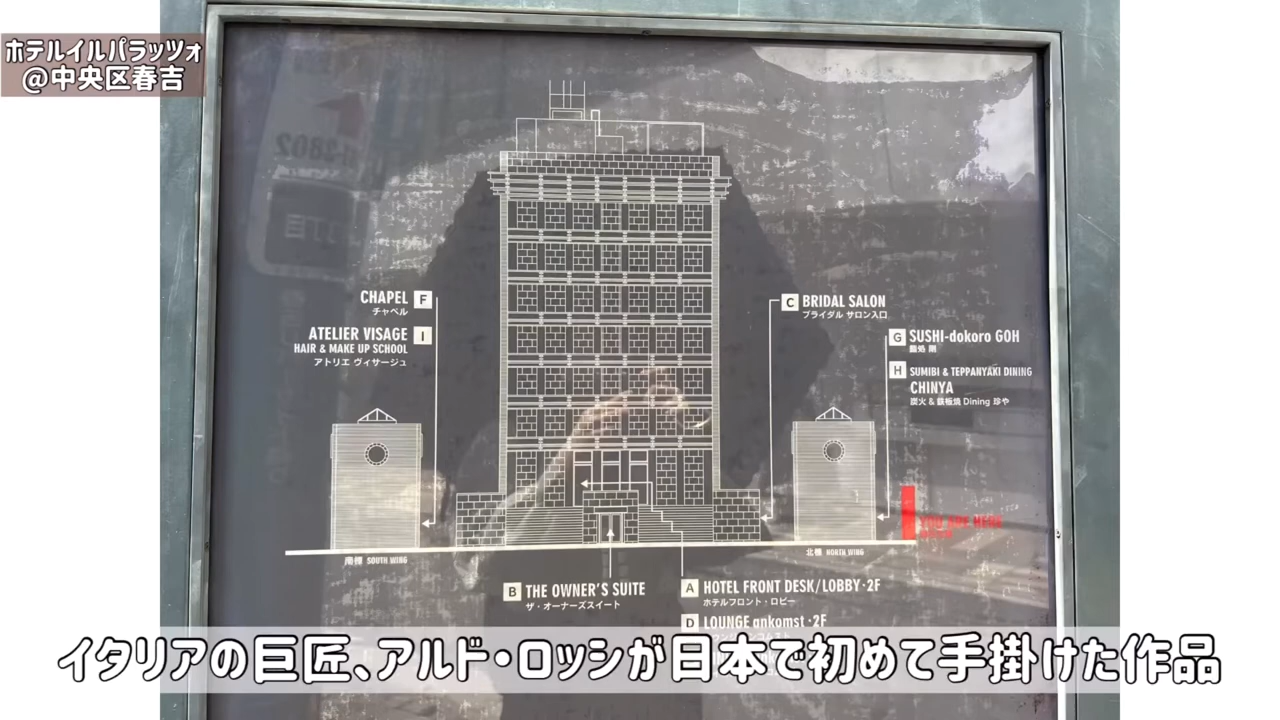 ホテルイルパラッツォ
@中央区春吉
CHAPEL F
チャペル
ATELIER VISAGE I
HAIR & MAKE UP SCHOOL
アトリエ ヴィサージュ
C BRIDAL SALON
ブライダル サロン入口
G SUSHI-dokoro GOH
鮨処 剛
H SUMIBI & TEPPANYAKI DINING
CHINYA
炭火 & 鉄板焼 Dining 珍や
YOU ARE HERE
南棟 SOUTH WING
北棟 NORTH WING
B THE OWNER'S SUITE
ザ・オーナーズスイート
A HOTEL FRONT DESK/LOBBY·2F
ホテルフロント・ロビー
D LOUNGE ankomst·2F
イタリアの巨匠、アルド・ロッシが日本で初めて手掛けた作品